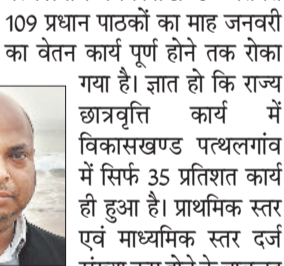 109 प्रधान पाठकों का माह जनवरी
का वेतन कार्य पूर्ण होने तक रोका
गया है। ज्ञात हो कि राज्य
छात्रवृत्ति कार्य में
विकासखण्ड पत्थलगांव
में सिर्फ 35 प्रतिशत कार्य
ही हुआ है। प्राथमिक स्तर
एवं माध्यमिक स्तर दर्ज